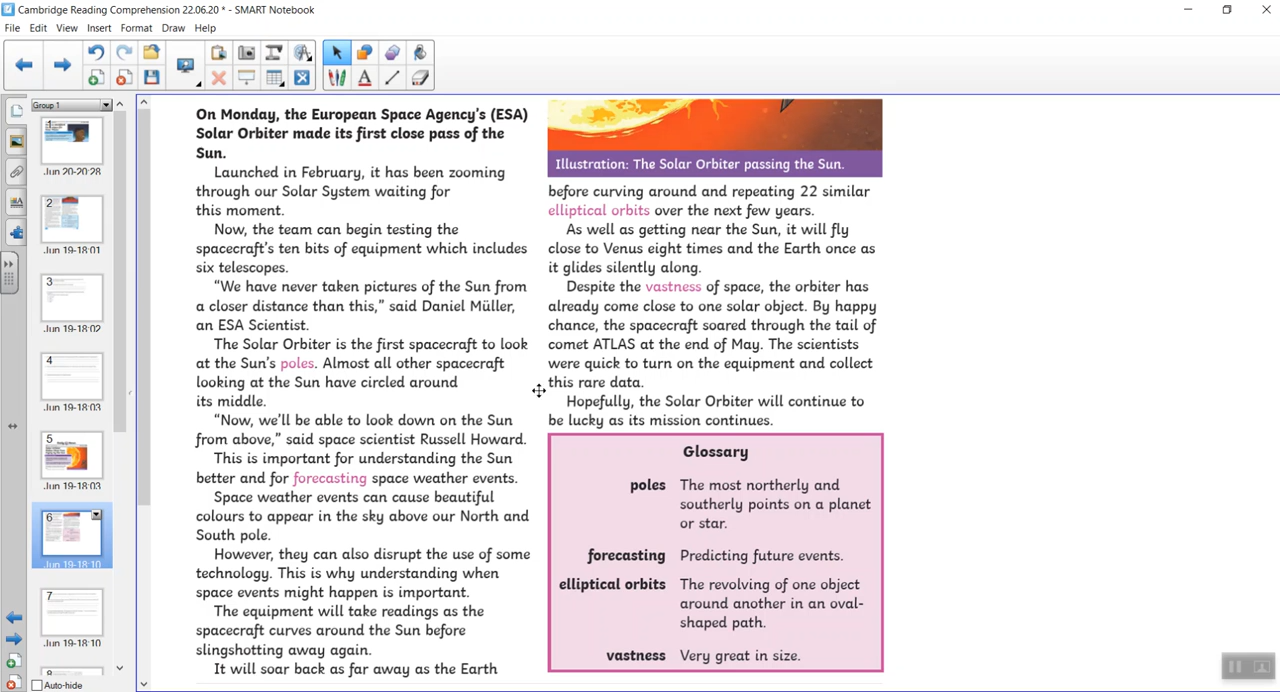 Cambridge Reading Comprehension 22.06.20 * - SMART Notebook
File Edit View Insert Format Draw Help
Group 1
1
Jun 20-20:28
2
Jun 19-18:01
3
Jun 19-18:02
4
Jun 19-18:03
5
Jun 19-18:03
6
Jun 19-18:10
7
Jun 19-18:10
8
Auto-hide
On Monday, the European Space Agency's (ESA)
Solar Orbiter made its first close pass of the
Sun.
Launched in February, it has been zooming
through our Solar System waiting for
this moment.
Now, the team can begin testing the
spacecraft's ten bits of equipment which includes
six telescopes.
"We have never taken pictures of the Sun from
a closer distance than this," said Daniel Müller,
an ESA Scientist.
The Solar Orbiter is the first spacecraft to look
at the Sun's poles. Almost all other spacecraft
looking at the Sun have circled around
its middle.
"Now, we'll be able to look down on the Sun
from above," said space scientist Russell Howard.
This is important for understanding the Sun
better and for forecasting space weather events.
Space weather events can cause beautiful
colours to appear in the sky above our North and
South pole.
However, they can also disrupt the use of some
technology. This is why understanding when
space events might happen is important.
The equipment will take readings as the
spacecraft curves around the Sun before
slingshotting away again.
It will soar back as far away as the Earth
Illustration: The Solar Orbiter passing the Sun.
before curving around and repeating 22 similar
elliptical orbits over the next few years.
As well as getting near the Sun, it will fly
close to Venus eight times and the Earth once as
it glides silently along.
Despite the vastness of space, the orbiter has
already come close to one solar object. By happy
chance, the spacecraft soared through the tail of
comet ATLAS at the end of May. The scientists
were quick to turn on the equipment and collect
this rare data.
Hopefully, the Solar Orbiter will continue to
be lucky as its mission continues.
Glossary
poles The most northerly and
southerly points on a planet
or star.
forecasting Predicting future events.
elliptical orbits The revolving of one object
around another in an oval-
shaped path.
vastness Very great in size.